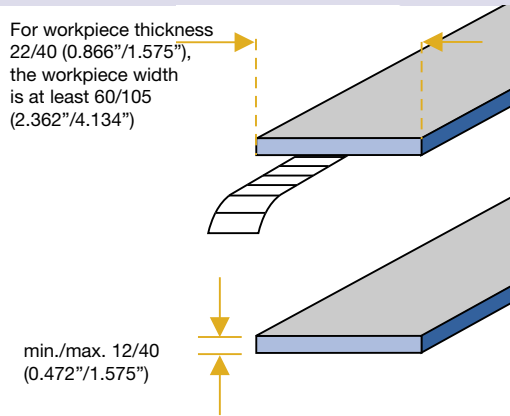 For workpiece thickness
22/40 (0.866”/1.575”),
the workpiece width
is at least 60/105
(2.362”/4.134”)
min./max. 12/40
(0.472”/1.575”)